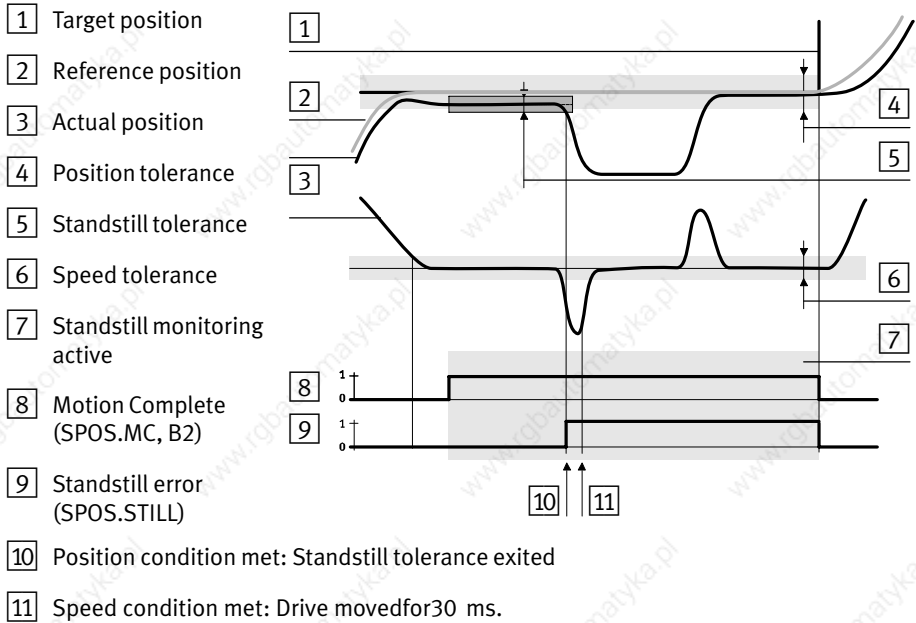 1 Target position
2 Reference position
3 Actual position
4 Position tolerance
5 Standstill tolerance
6 Speed tolerance
7 Standstill monitoring
active
8 Motion Complete
(SPOS.MC, B2)
9 Standstill error
(SPOS.STILL)
10 Position condition met: Standstill tolerance exited
11 Speed condition met: Drive movedfor30 ms.
1
2
3
4
5
6
7
8
1
0
9
1
0
10
11
www.rgbautomatyka.pl